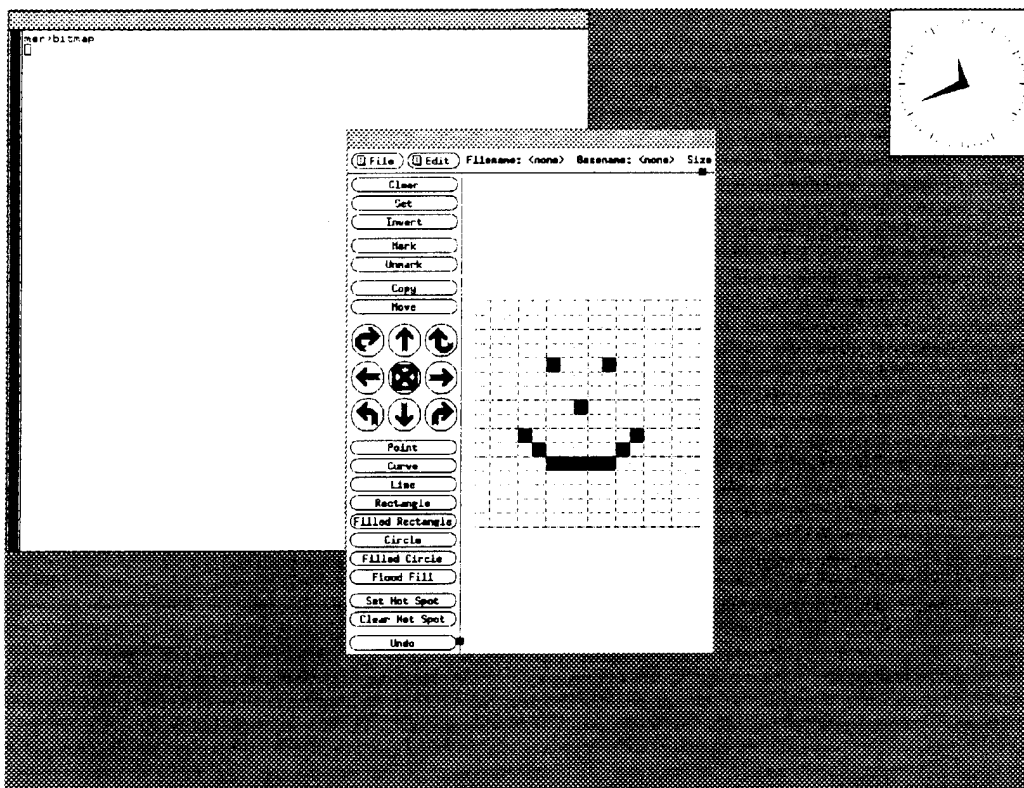 mer>bitmap
File Edit Filename: <none> Basename: <none> Size
Clear
Set
Invert
Mark
Unmark
Copy
Move
Point
Curve
Line
Rectangle
Filled Rectangle
Circle
Filled Circle
Flood Fill
Set Hot Spot
Clear Hot Spot
Undo